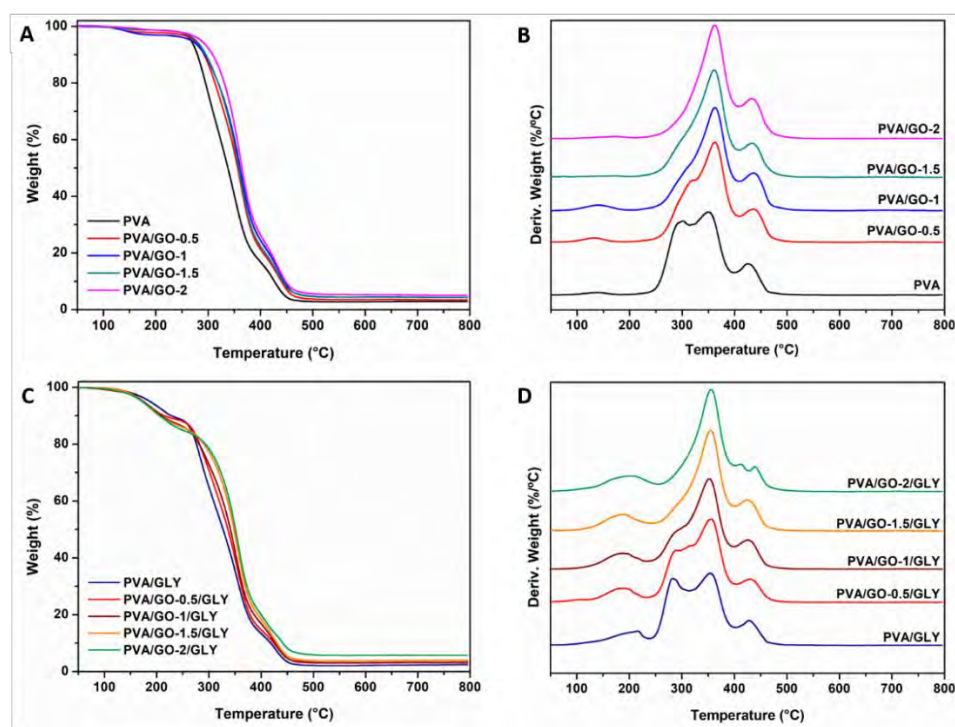 A
100
80
60
40
20
0
Weight (%)
PVA
PVA/GO-0.5
PVA/GO-1
PVA/GO-1.5
PVA/GO-2
100 200 300 400 500 600 700 800
Temperature (°C)
B
Deriv. Weight (%/°C)
PVA/GO-2
PVA/GO-1.5
PVA/GO-1
PVA/GO-0.5
PVA
100 200 300 400 500 600 700 800
Temperature (°C)
C
100
80
60
40
20
0
Weight (%)
PVA/GLY
PVA/GO-0.5/GLY
PVA/GO-1/GLY
PVA/GO-1.5/GLY
PVA/GO-2/GLY
100 200 300 400 500 600 700 800
Temperature (°C)
D
Deriv. Weight (%/°C)
PVA/GO-2/GLY
PVA/GO-1.5/GLY
PVA/GO-1/GLY
PVA/GO-0.5/GLY
PVA/GLY
100 200 300 400 500 600 700 800
Temperature (°C)